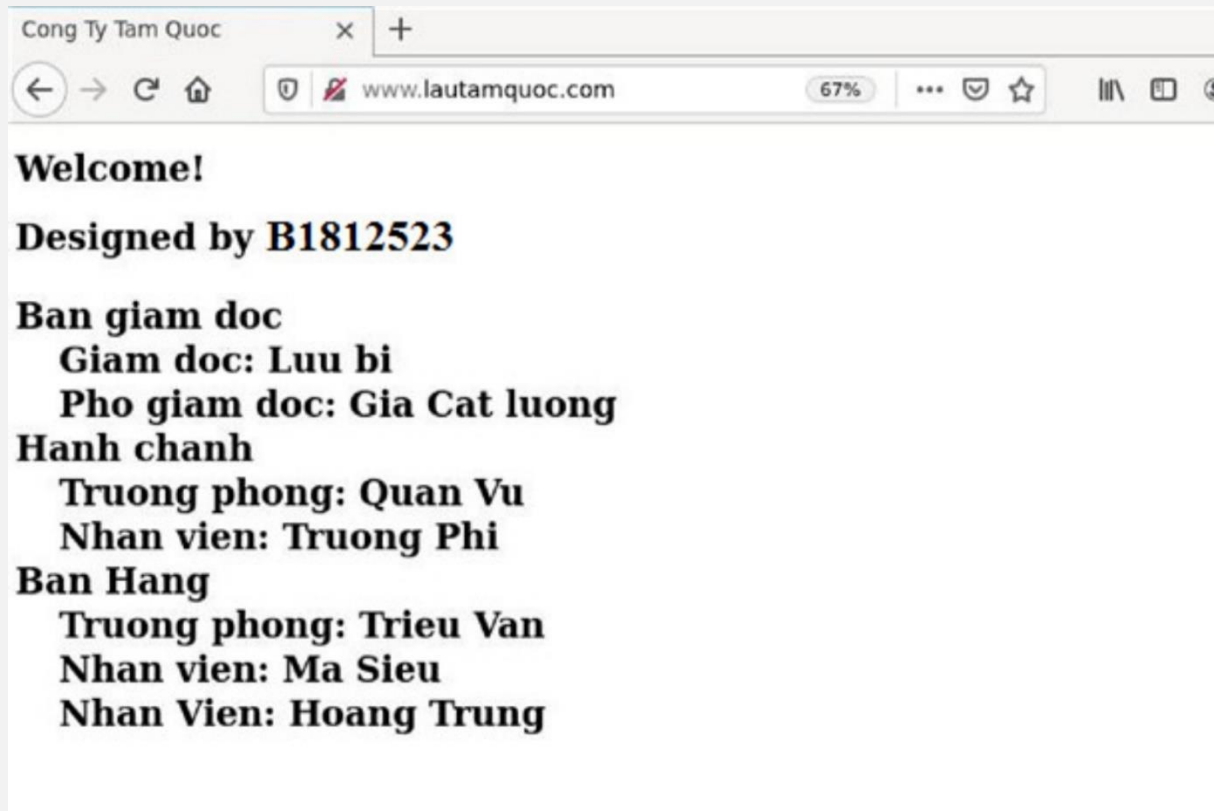 Cong Ty Tam Quoc
www.lautamquoc.com 67%
Welcome!
Designed by B1812523
Ban giam doc
Giam doc: Luu bi
Pho giam doc: Gia Cat luong
Hanh chanh
Truong phong: Quan Vu
Nhan vien: Truong Phi
Ban Hang
Truong phong: Trieu Van
Nhan vien: Ma Sieu
Nhan Vien: Hoang Trung